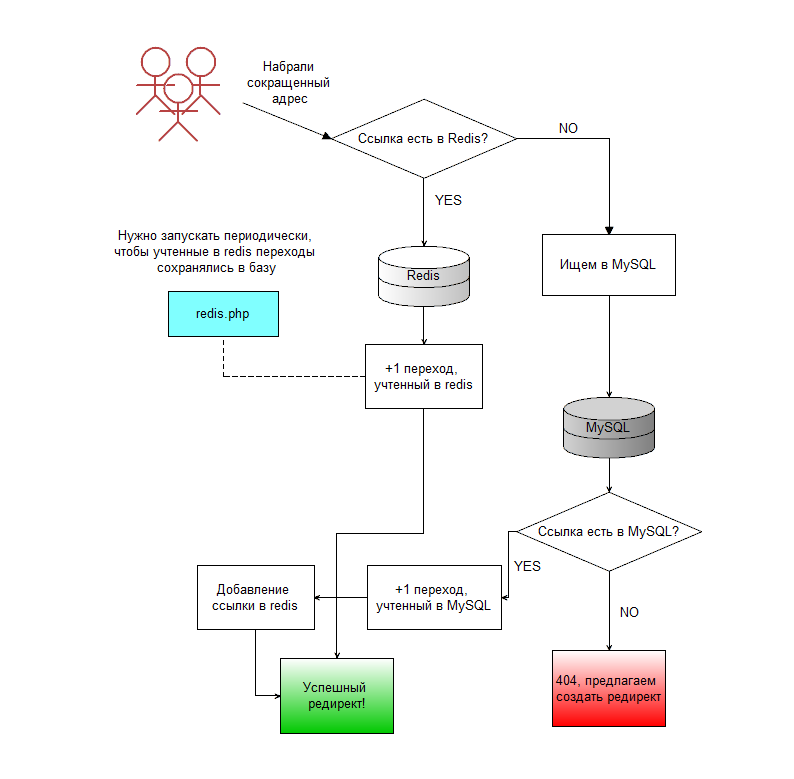 Набрали
сокращенный
адрес
Ссылка есть в Redis?
NO
YES
Нужно запускать периодически,
чтобы учтенные в redis переходы
сохранялись в базу
redis.php
Redis
Ищем в MySQL
+1 переход,
учтенный в redis
MySQL
Ссылка есть в MySQL?
YES
NO
+1 переход,
учтенный в MySQL
Добавление
ссылки в redis
Успешный
редирект!
404, предлагаем
создать редирект